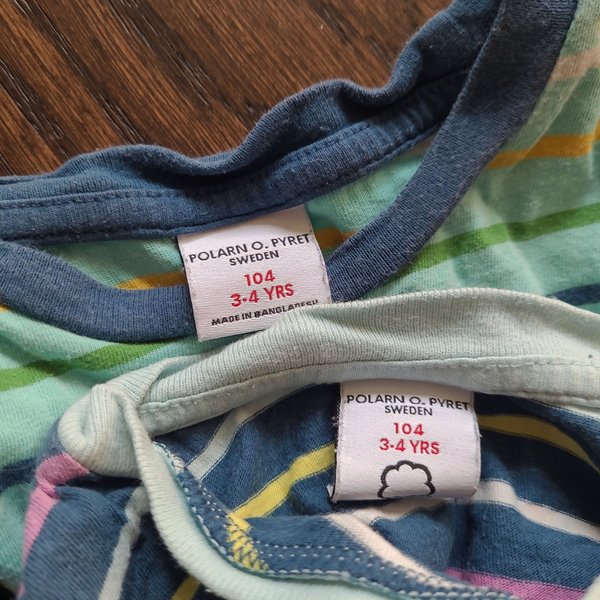 POLARN O. PYRET
SWEDEN
104
3-4 YRS
MADE IN BANGLADESH
POLARN O. PYRET
SWEDEN
104
3-4 YRS